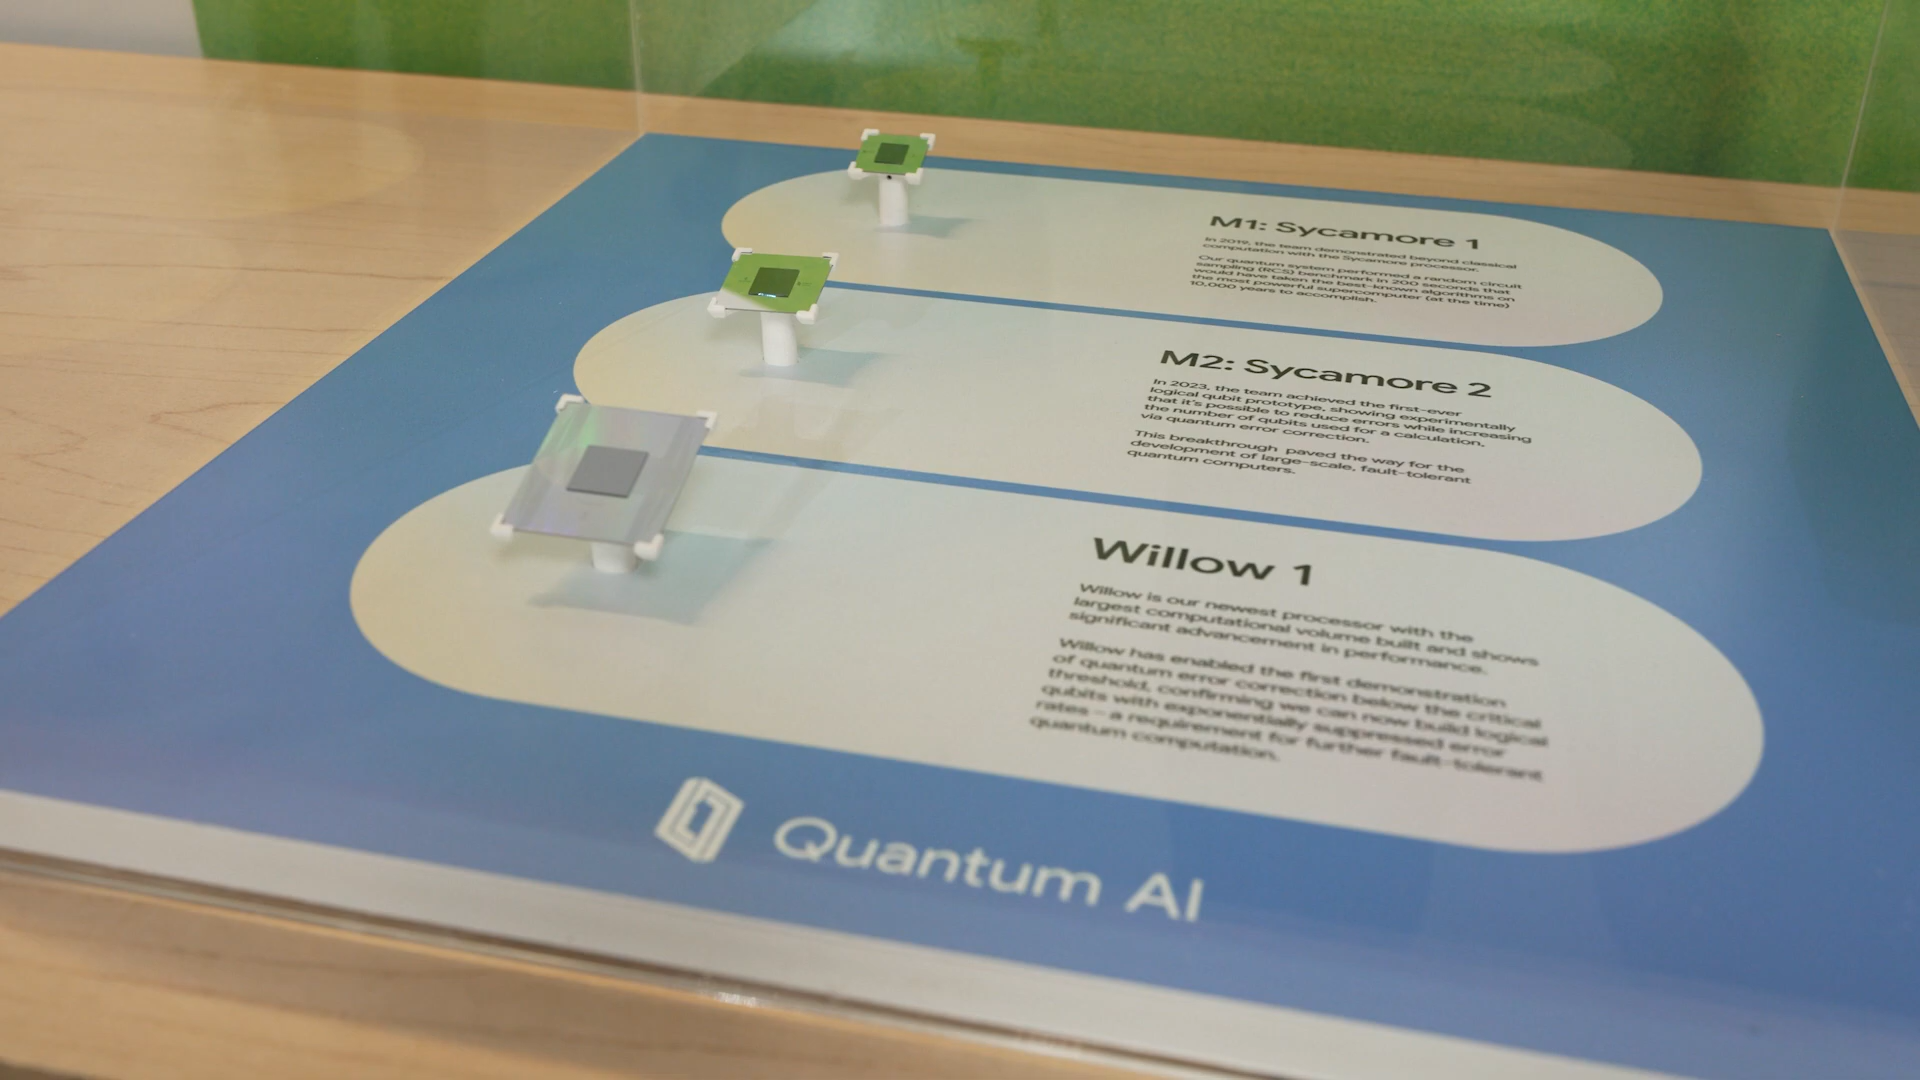 M1: Sycamore 1
In 2019, the team demonstrated beyond classical
computation with the Sycamore processor.
Our quantum system performed a random circuit
sampling (RCS) benchmark in 200 seconds that
would have taken the best-known algorithms on
the most powerful supercomputer (at the time)
10,000 years to accomplish.
M2: Sycamore 2
In 2023, the team achieved the first-ever
logical qubit prototype, showing experimentally
that it's possible to reduce errors while increasing
the number of qubits used for a calculation,
via quantum error correction.
This breakthrough paved the way for the
development of large-scale, fault-tolerant
quantum computers.
Willow 1
Willow is our newest processor with the
largest computational volume built and shows
significant advancement in performance.
Willow has enabled the first demonstration
of quantum error correction below the critical
threshold, confirming we can now build logical
qubits with exponentially suppressed error
rates – a requirement for further fault-tolerant
quantum computation.
Quantum AI